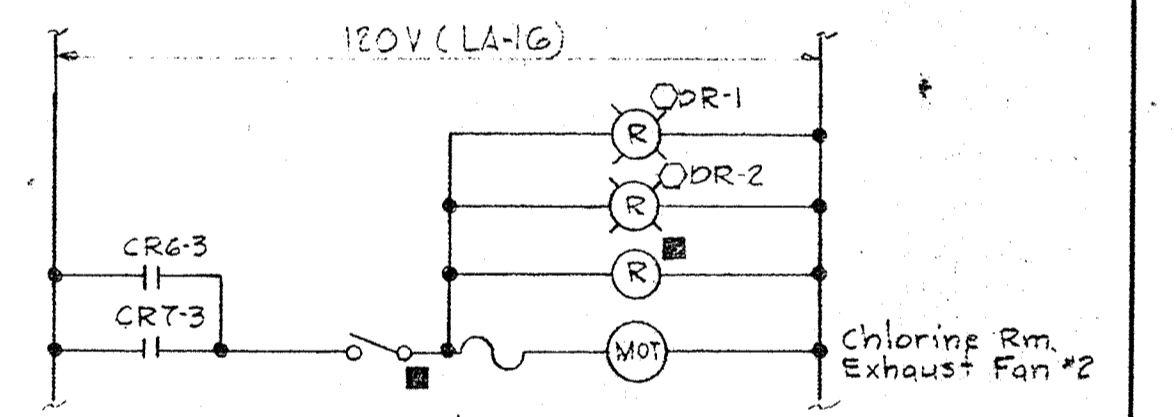 120V (LA-16)
DR-1
R
DR-2
R
CR6-3
R
CR7-3
MOT
Chlorine Rm.
Exhaust Fan #2